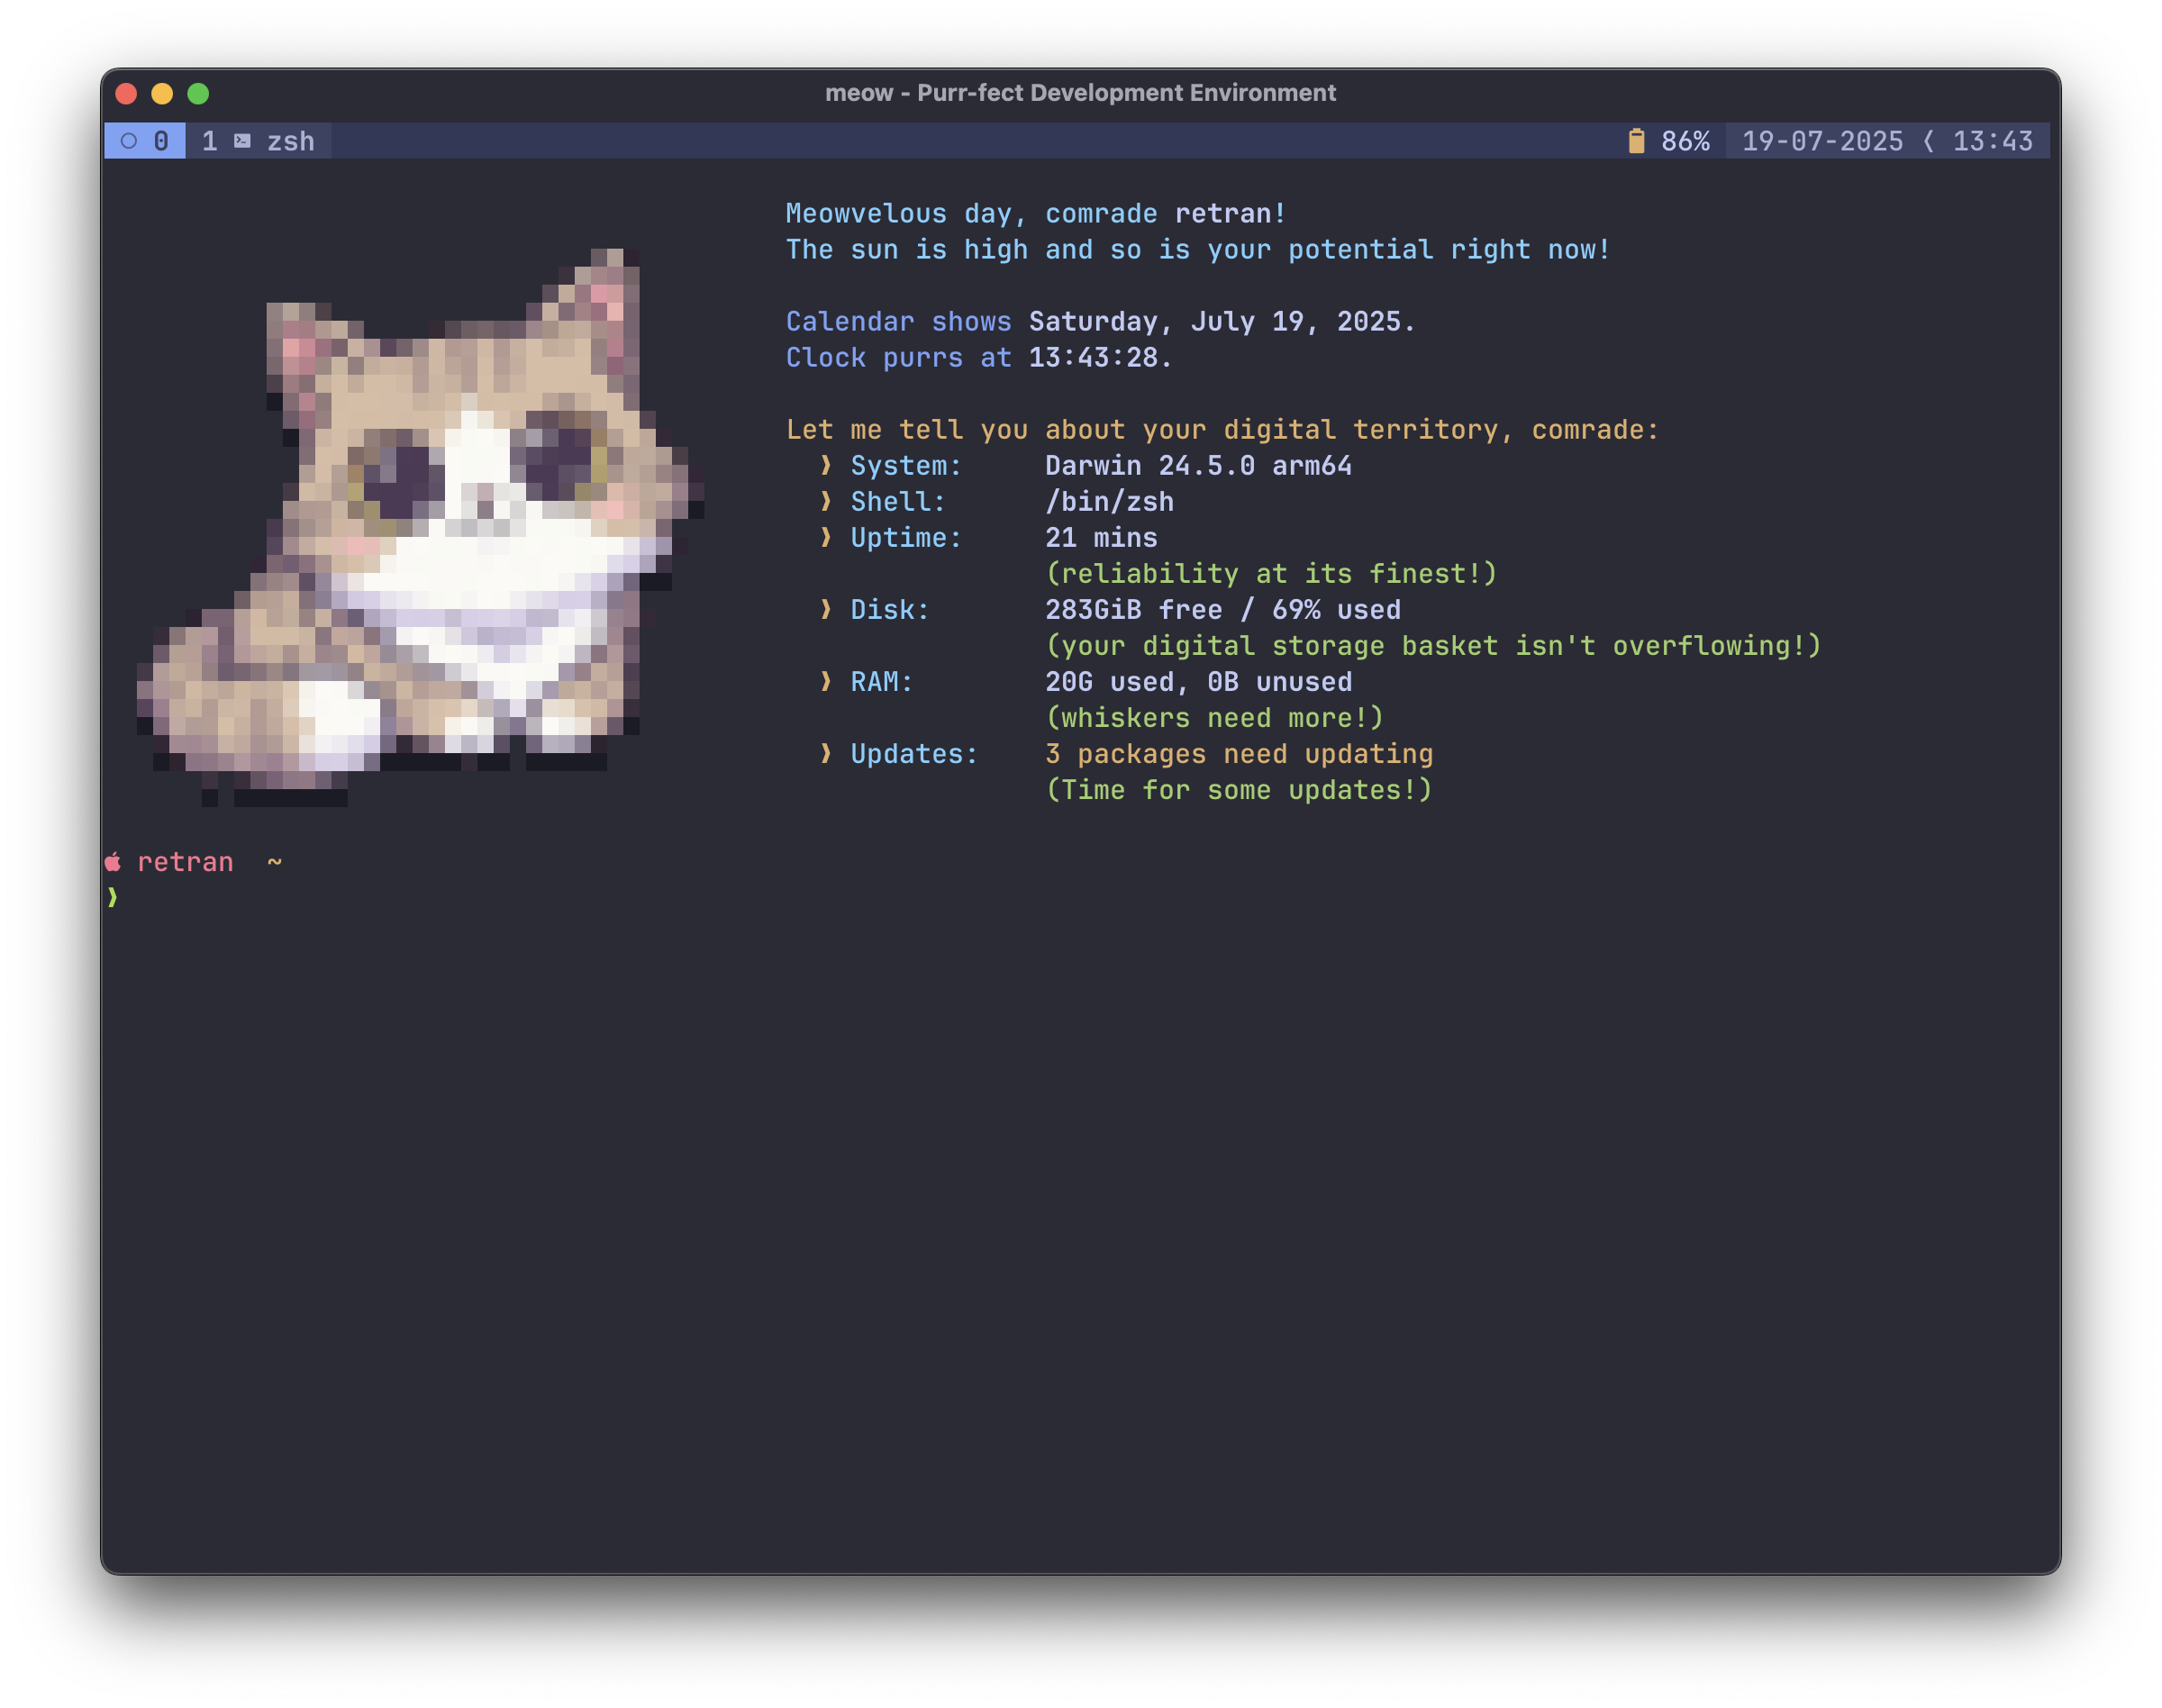 meow - Purr-fect Development Environment
0 1 zsh 86% 19-07-2025 13:43
Meowvelous day, comrade retran!
The sun is high and so is your potential right now!
Calendar shows Saturday, July 19, 2025.
Clock purrs at 13:43:28.
Let me tell you about your digital territory, comrade:
❱ System: Darwin 24.5.0 arm64
❱ Shell: /bin/zsh
❱ Uptime: 21 mins
(reliability at its finest!)
❱ Disk: 283GiB free / 69% used
(your digital storage basket isn't overflowing!)
❱ RAM: 20G used, 0B unused
(whiskers need more!)
❱ Updates: 3 packages need updating
(Time for some updates!)
retran ~
❱